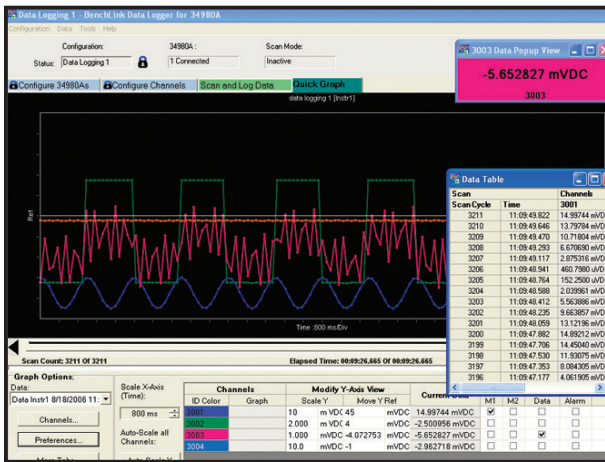 Data Logging 1 - BenchLink Data Logger for 34980A
Configuration Data Tools Help
Configuration: 34980A : Scan Mode:
Status: Data Logging 1 1 Connected Inactive
Configure 34980As Configure Channels Scan and Log Data Quick Graph
data logging 1 [Instr1]
3003 Data Popup View
-5.652827 mVDC
3003
Ref
Time :800 ms/Div
Data Table
Scan Channels
Scan Cycle Time 3001
3211 11:09:49.822 14.99744 mVD
3210 11:09:49.646 13.79784 mVD
3209 11:09:49.470 10.71804 mVD
3208 11:09:49.293 6.670690 mVD
3207 11:09:49.117 2.875316 mVD
3206 11:09:48.941 460.7980 uVD
3205 11:09:48.764 152.2500 uVD
3204 11:09:48.588 2.039961 mVD
3203 11:09:48.412 5.563886 mVD
3202 11:09:48.235 9.663857 mVD
3201 11:09:48.059 13.12196 mVD
3200 11:09:47.882 14.89212 mVD
3199 11:09:47.706 14.45040 mVD
3198 11:09:47.530 11.93075 mVD
3197 11:09:47.353 8.084305 mVD
3196 11:09:47.177 4.061905 mVD
Scan Count: 3211 Of 3211 Elapsed Time: 00:09:26.665 Of 00:09:26.665
Graph Options:
Data:
Data Instr1 8/18/2006 11:
Channels...
Preferences...
Scale X-Axis
(Time):
800 ms
Auto-Scale all
Channels:
Auto-Scale Y
Channels Modify Y-Axis View
ID Color Graph Scale Y Move Y Ref M1 M2 Data Alarm
3001 10 m VDC 45 mVDC 14.99744 mVDC
3002 2.000 m VDC 4 mVDC -2.500956 mVDC
3003 1.000 m VDC -4.072753 mVDC -5.652827 mVDC
3004 10.0 m VDC -1 mVDC -2.962718 mVDC